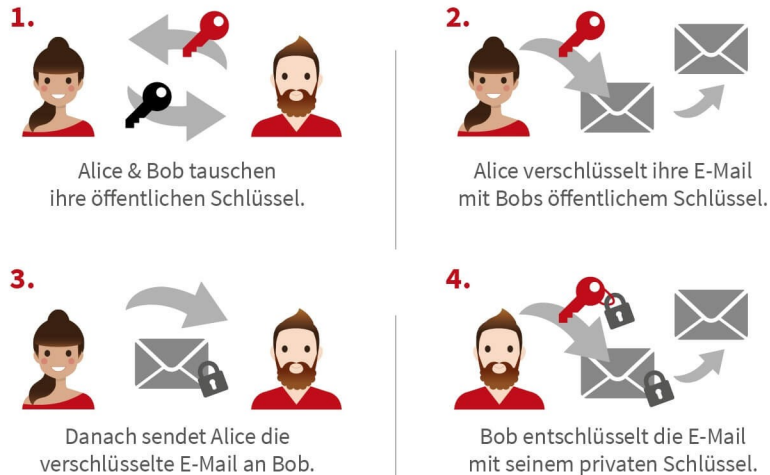 1.
Alice & Bob tauschen
ihre öffentlichen Schlüssel.
2.
Alice verschlüsselt ihre E-Mail
mit Bobs öffentlichem Schlüssel.
3.
Danach sendet Alice die
verschlüsselte E-Mail an Bob.
4.
Bob entschlüsselt die E-Mail
mit seinem privaten Schlüssel.